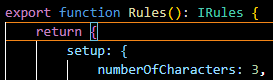 export function Rules(): IRules {
return {
setup: {
numberOfCharacters: 3,